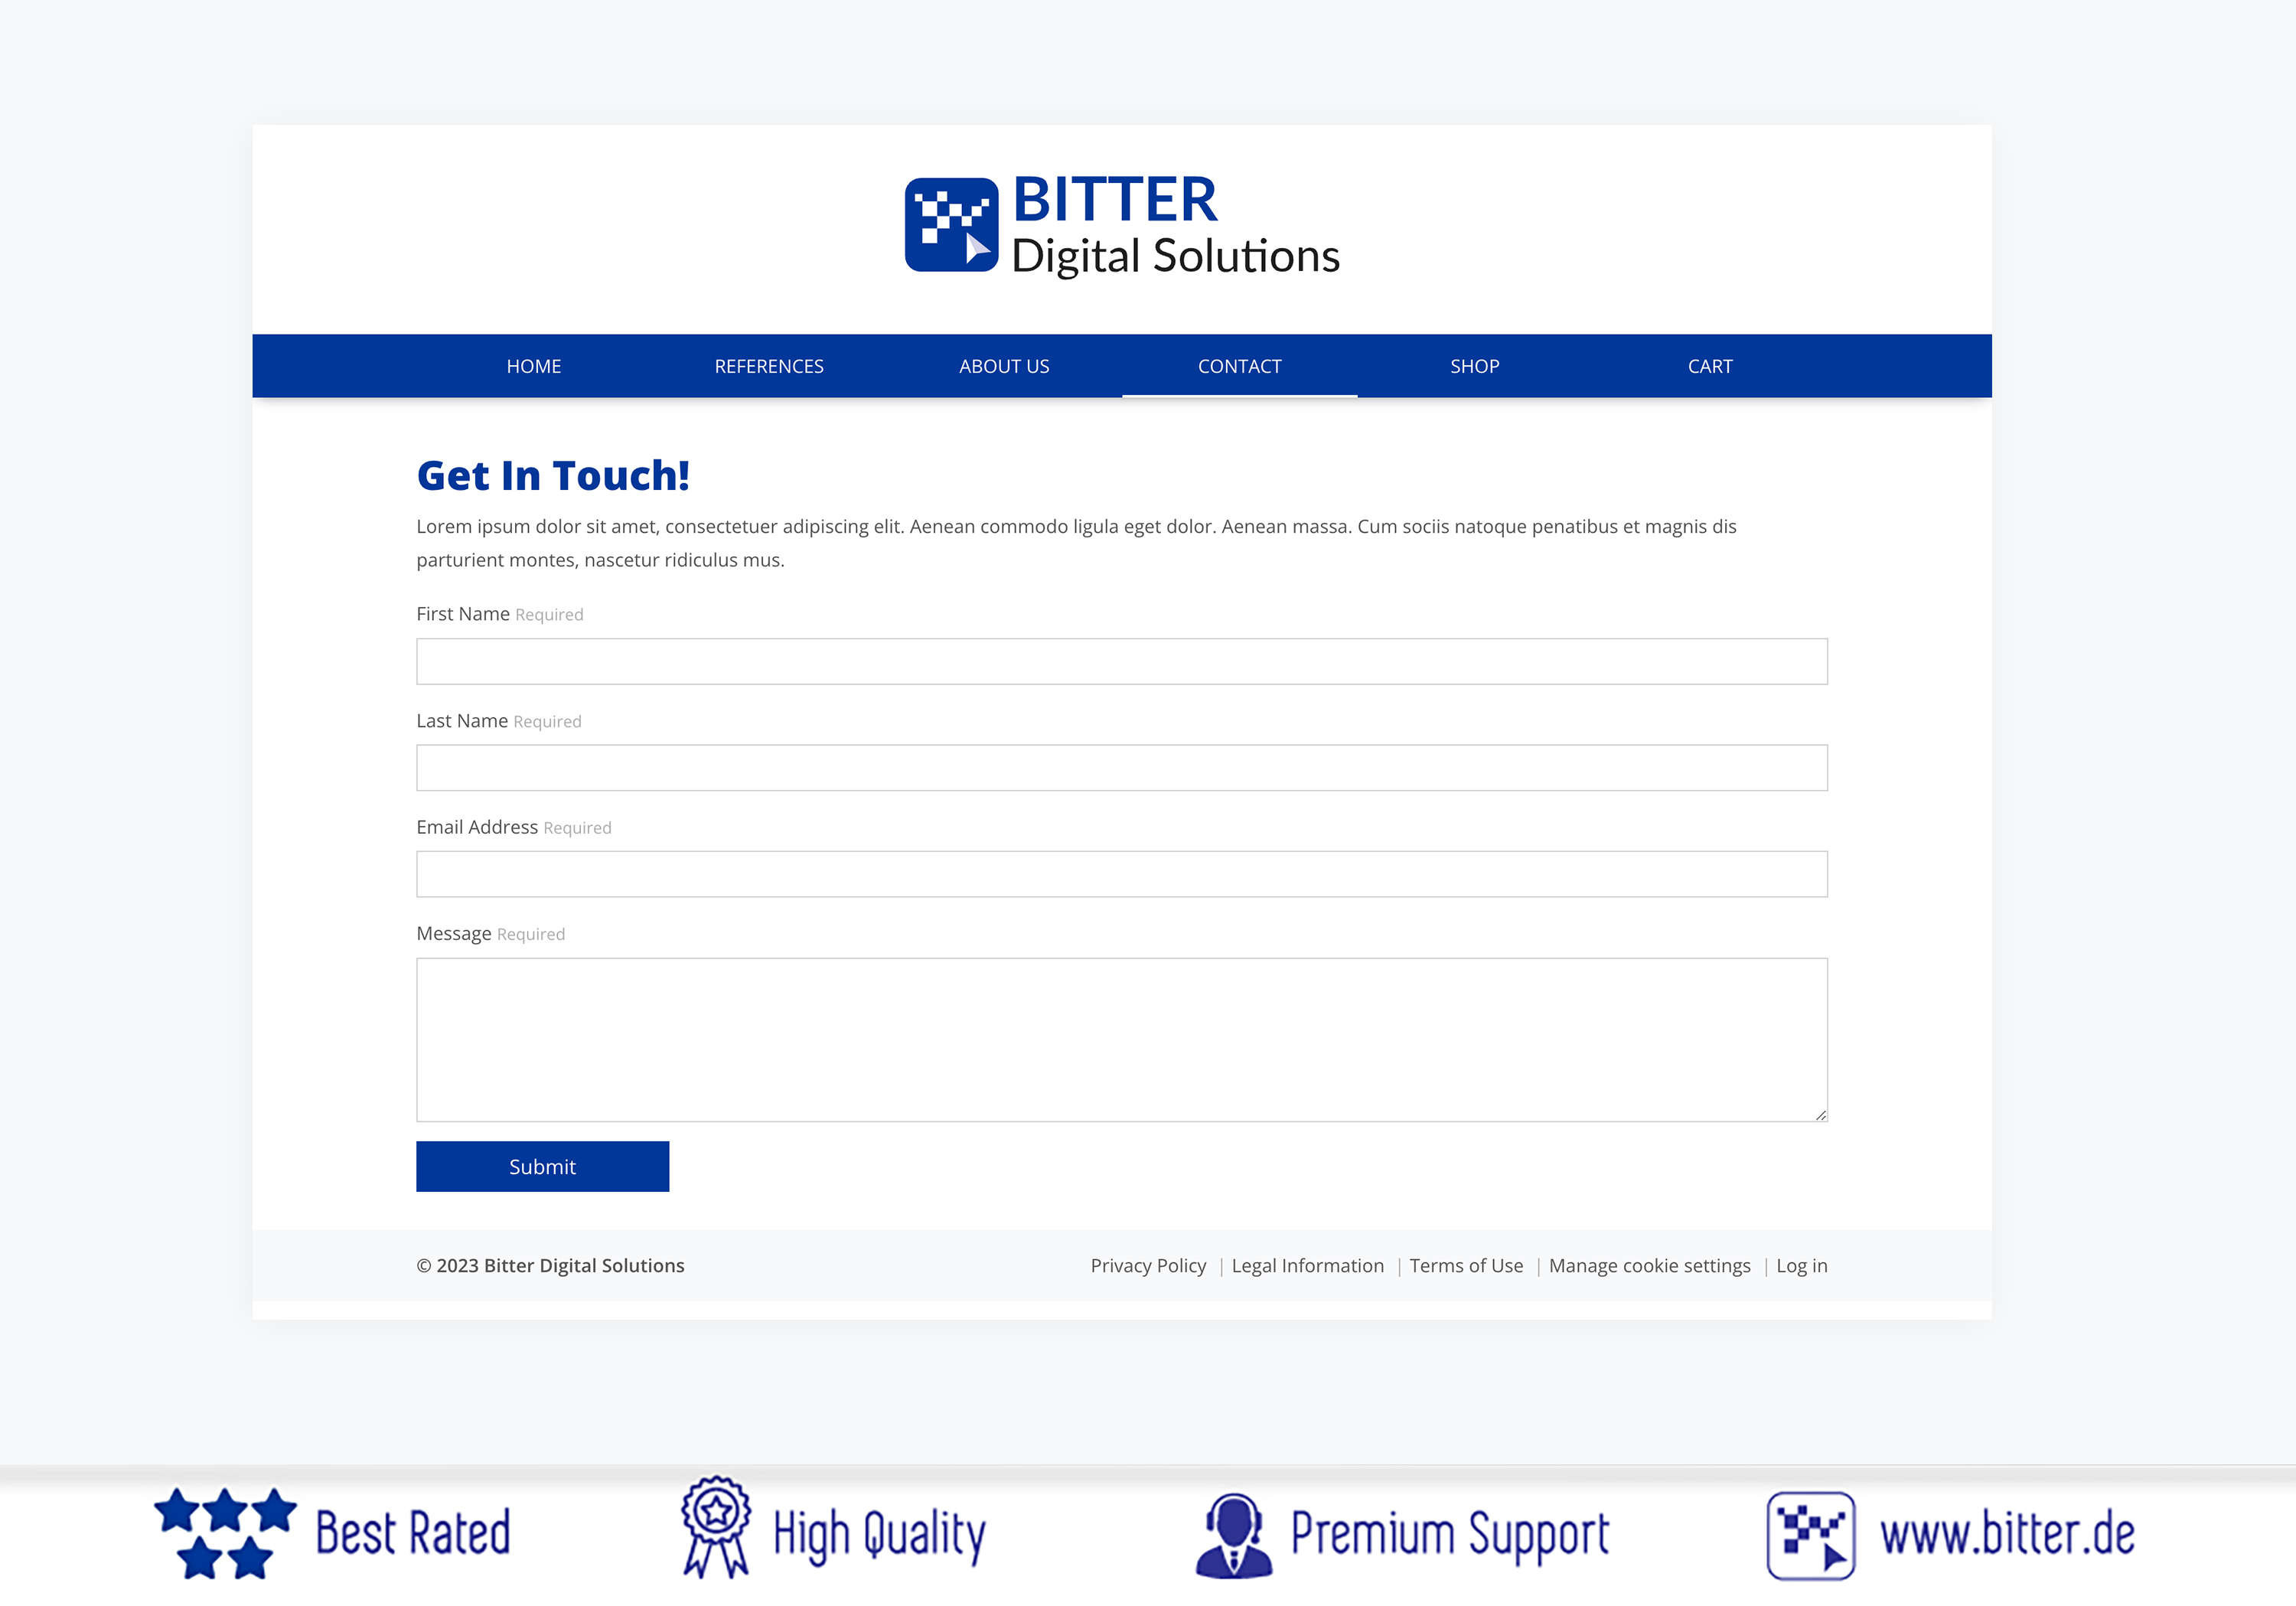 BITTER
Digital Solutions
HOME REFERENCES ABOUT US CONTACT SHOP CART
Get In Touch!
Lorem ipsum dolor sit amet, consectetuer adipiscing elit. Aenean commodo ligula eget dolor. Aenean massa. Cum sociis natoque penatibus et magnis dis
parturient montes, nascetur ridiculus mus.
First Name Required
Last Name Required
Email Address Required
Message Required
Submit
© 2023 Bitter Digital Solutions Privacy Policy | Legal Information | Terms of Use | Manage cookie settings | Log in
Best Rated High Quality Premium Support www.bitter.de